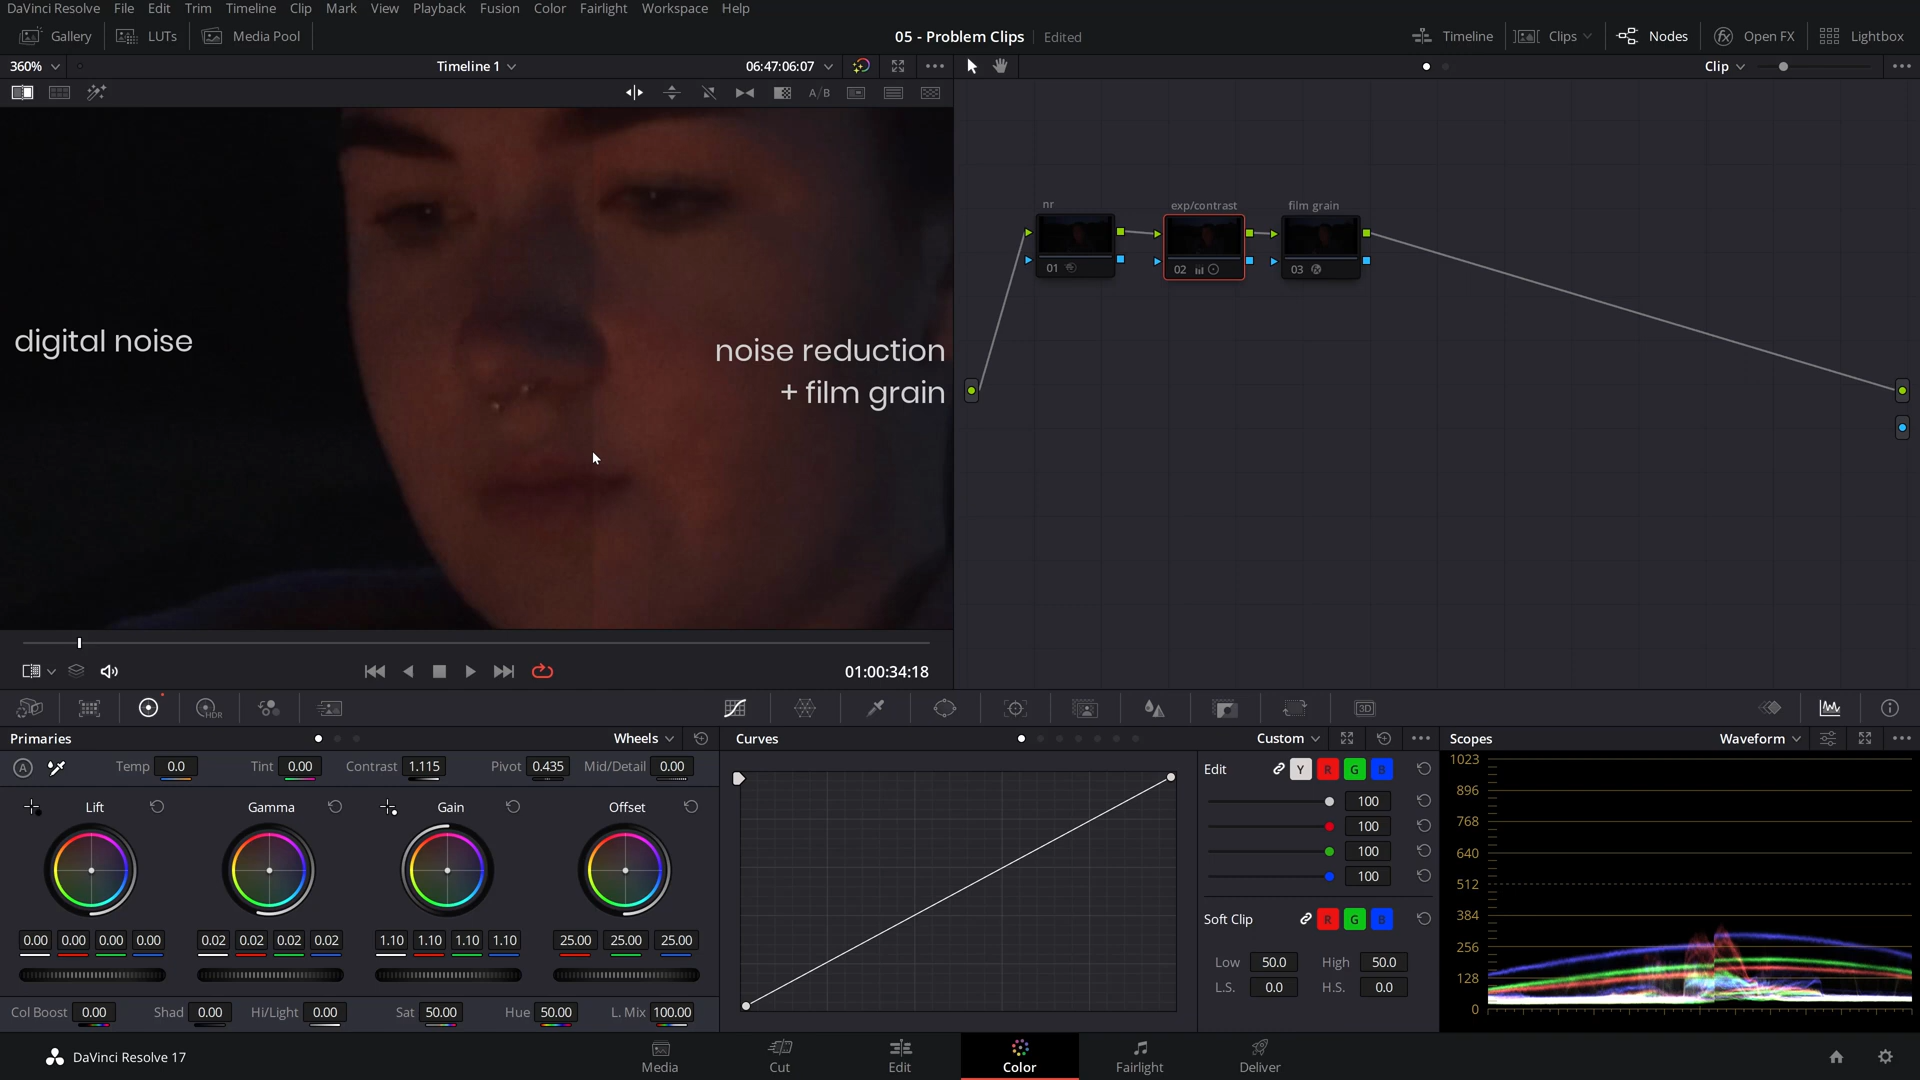 DaVinci Resolve File Edit Trim Timeline Clip Mark View Playback Fusion Color Fairlight Workspace Help
Gallery LUTs Media Pool 05 - Problem Clips Edited Timeline Clips Nodes Open FX Lightbox
360% Timeline 1 06:47:06:07 Clip
A/B
digital noise
noise reduction
+ film grain
nr exp/contrast film grain
01 02 03
01:00:34:18
HDR 3D
Primaries Wheels Curves Custom Scopes Waveform
A Temp 0.0 Tint 0.00 Contrast 1.115 Pivot 0.435 Mid/Detail 0.00
Lift Gamma Gain Offset
0.00 0.00 0.00 0.00 0.02 0.02 0.02 0.02 1.10 1.10 1.10 1.10 25.00 25.00 25.00
Col Boost 0.00 Shad 0.00 Hi/Light 0.00 Sat 50.00 Hue 50.00 L. Mix 100.00
Edit Y R G B
100
100
100
100
Soft Clip R G B
Low 50.0 High 50.0
L.S. 0.0 H.S. 0.0
1023
896
768
640
512
384
256
128
0
DaVinci Resolve 17 Media Cut Edit Color Fairlight Deliver